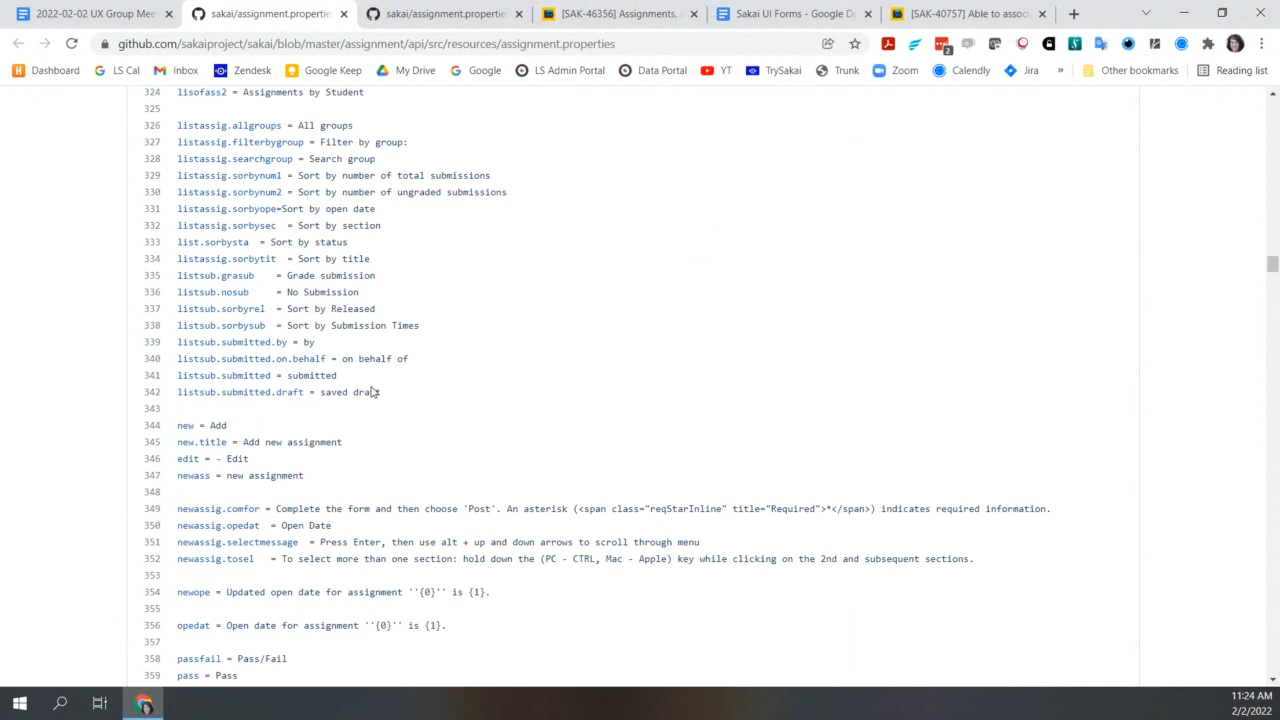 2022-02-02 UX Group Mee
sakai/assignment.propertie
sakai/assignment.propertie
[SAK-46356] Assignments, A
Sakai UI Forms - Google De
[SAK-40757] Able to assoc
github.com/sakaiproject/sakai/blob/master/assignment/api/src/resources/assignment.properties
2
Dashboard
LS Cal
Inbox
Zendesk
Google Keep
My Drive
Google
LS Admin Portal
Data Portal
YT
TrySakai
Trunk
Zoom
Calendly
Jira
»
Other bookmarks
Reading list
324 lisofass2 = Assignments by Student
325
326 listassig.allgroups = All groups
327 listassig.filterbygroup = Filter by group:
328 listassig.searchgroup = Search group
329 listassig.sorbynum1 = Sort by number of total submissions
330 listassig.sorbynum2 = Sort by number of ungraded submissions
331 listassig.sorbyope=Sort by open date
332 listassig.sorbysec = Sort by section
333 list.sorbysta = Sort by status
334 listassig.sorbytit = Sort by title
335 listsub.grasub = Grade submission
336 listsub.nosub = No Submission
337 listsub.sorbyrel = Sort by Released
338 listsub.sorbysub = Sort by Submission Times
339 listsub.submitted.by = by
340 listsub.submitted.on.behalf = on behalf of
341 listsub.submitted = submitted
342 listsub.submitted.draft = saved draft
343
344 new = Add
345 new.title = Add new assignment
346 edit = - Edit
347 newass = new assignment
348
349 newassig.comfor = Complete the form and then choose 'Post'. An asterisk (<span class="reqStarInline" title="Required">*</span>) indicates required information.
350 newassig.opedat = Open Date
351 newassig.selectmessage = Press Enter, then use alt + up and down arrows to scroll through menu
352 newassig.tosel = To select more than one section: hold down the (PC - CTRL, Mac - Apple) key while clicking on the 2nd and subsequent sections.
353
354 newope = Updated open date for assignment ''{0}'' is {1}.
355
356 opedat = Open date for assignment ''{0}'' is {1}.
357
358 passfail = Pass/Fail
359 pass = Pass
11:24 AM
2/2/2022